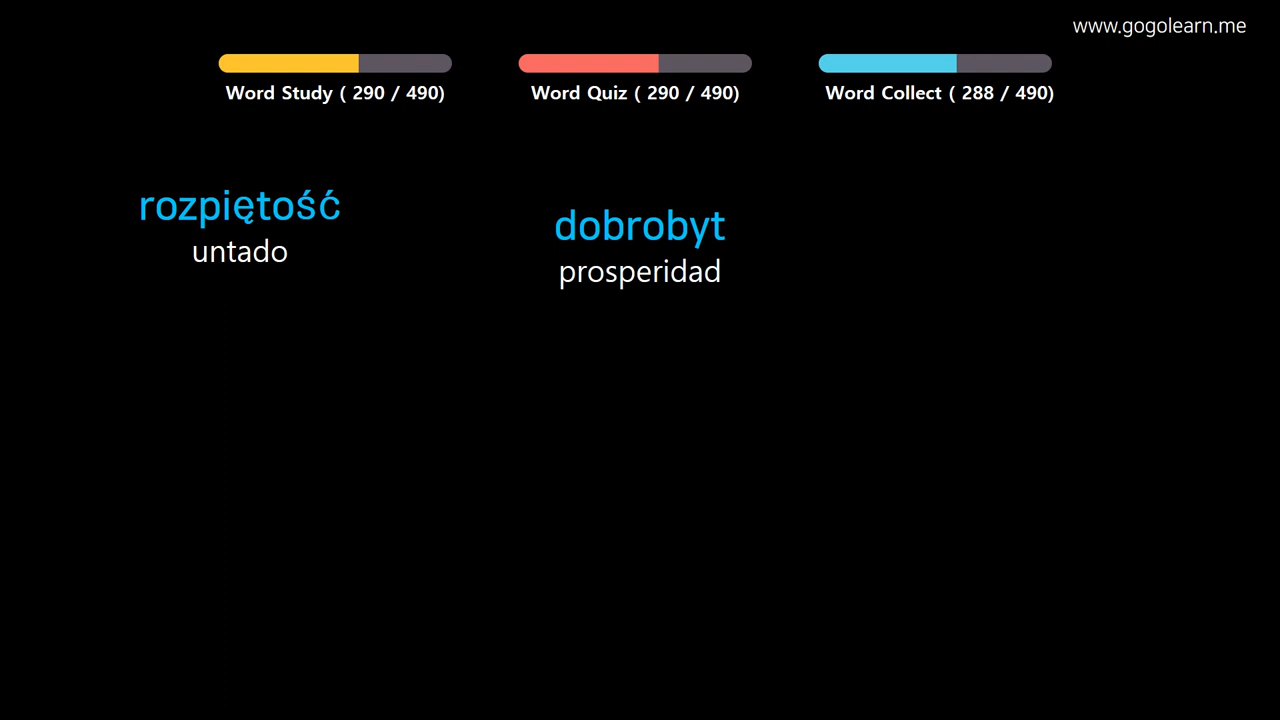 www.gogolearn.me
Word Study ( 290 / 490)
Word Quiz ( 290 / 490)
Word Collect ( 288 / 490)
rozpiętość
untado
dobrobyt
prosperidad